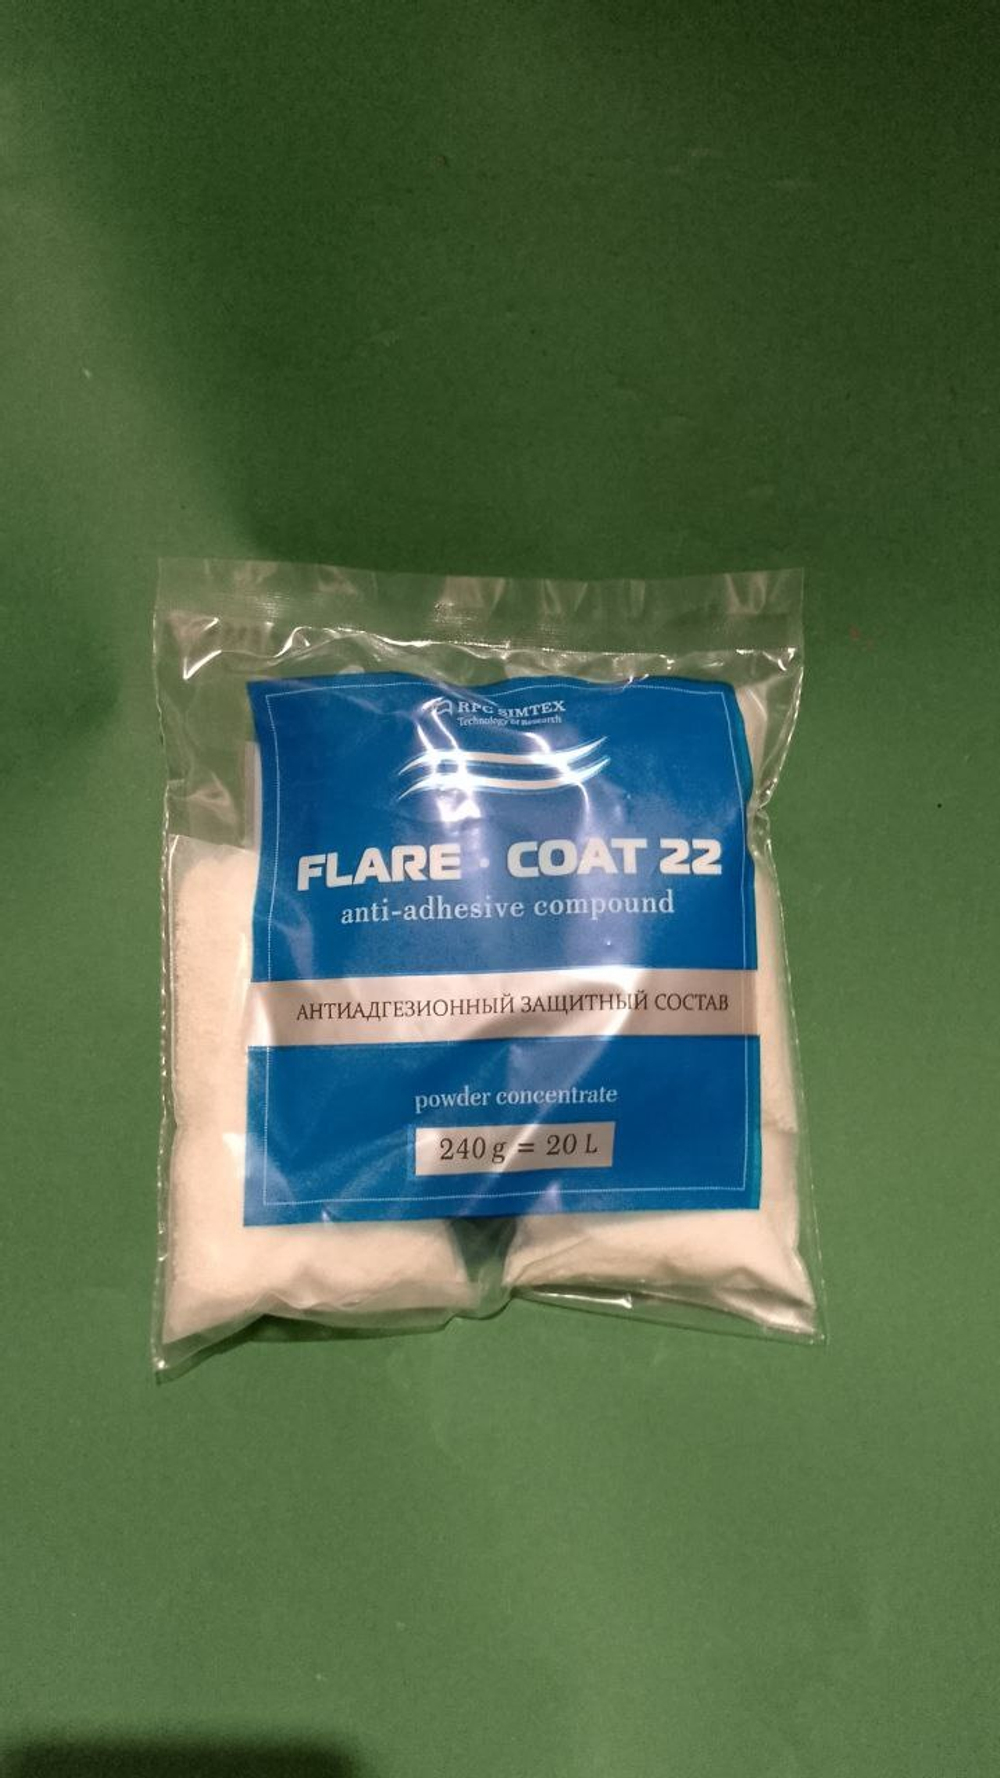 RPC SIMTEX
Technology of Research
FLARE · COAT 22
anti-adhesive compound
АНТИАДГЕЗИОННЫЙ ЗАЩИТНЫЙ СОСТАВ
powder concentrate
240 g = 20 L